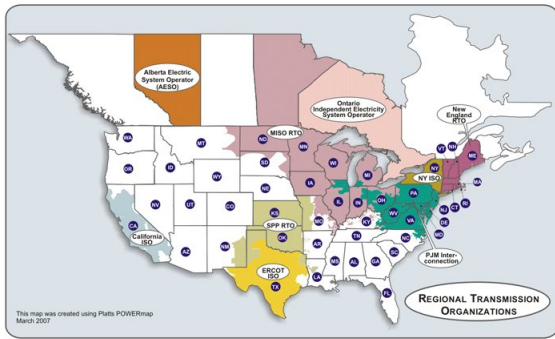 Alberta Electric
System Operator
(AESO)
Ontario
Independent Electricity
System Operator
New
England
RTO
WA
MT
ND
MISO RTO
MN
VT
NH
ME
OR
ID
SD
WI
MI
NY
NY ISO
MA
WY
NE
IA
PA
RI
CT
NJ
NV
UT
CO
KS
IL
IN
OH
WV
VA
DE
MD
CA
California
ISO
SPP RTO
MO
KY
PJM Inter-
connection
AZ
NM
OK
AR
TN
NC
SC
ERCOT
ISO
TX
LA
MS
AL
GA
FL
REGIONAL TRANSMISSION
ORGANIZATIONS
This map was created using Platts POWERmap
March 2007